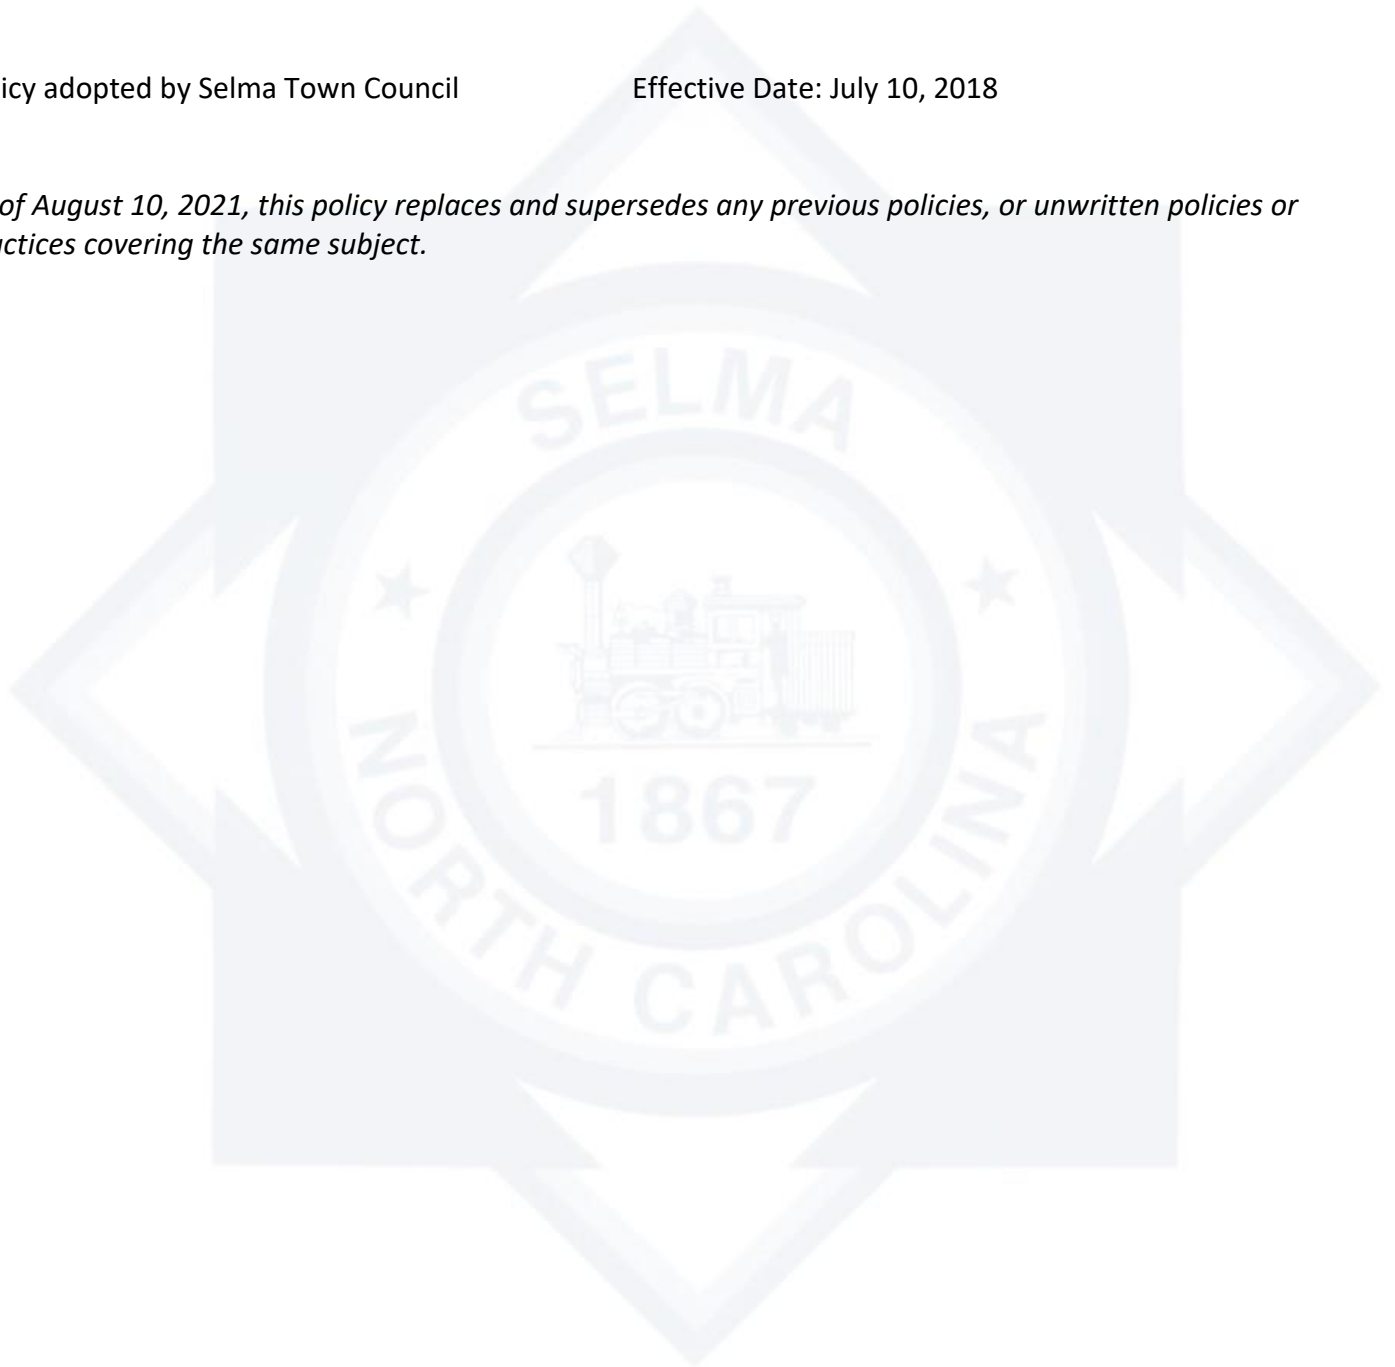 icy adopted by Selma Town Council Effective Date: July 10, 2018
of August 10, 2021, this policy replaces and supersedes any previous policies, or unwritten policies or
actices covering the same subject.
SELMA
1867
NORTH CAROLINA